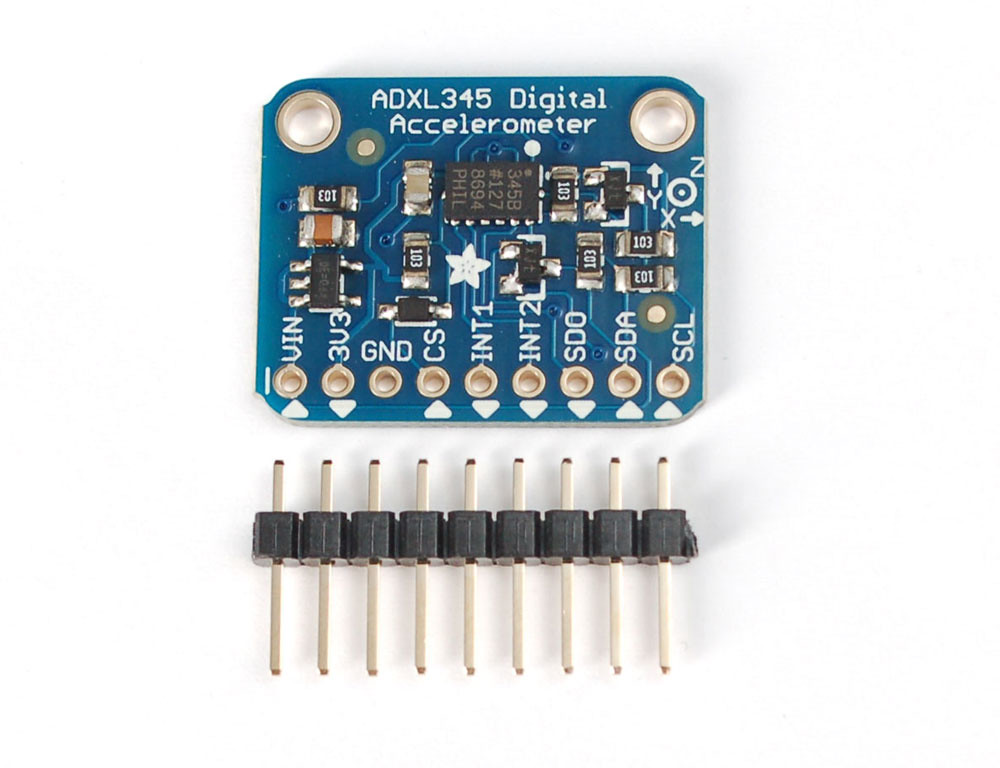 ADXL345 Digital
Accelerometer
345B
#127
8694
PHIL
103
103
103
103
103
103
Z
Y
X
VIN
3V3
GND
CS
INT1
INT2
SDO
SDA
SCL